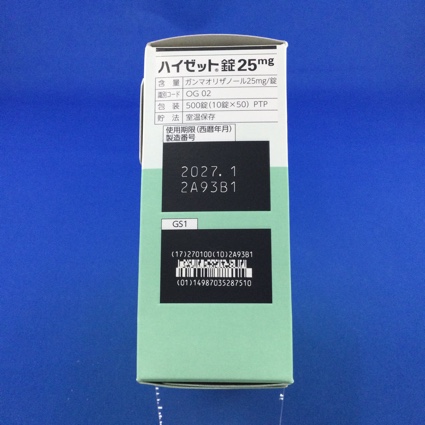 ハイゼット®錠25mg
含 量 ガンマオリザノール25mg/錠
識別コード OG 02
包 装 500錠(10錠×50) PTP
貯 法 室温保存
使用期限(西暦年月)
製造番号
2027.1
2A93B1
GS1
(17)270100(10)2A93B1
(01)14987035287510